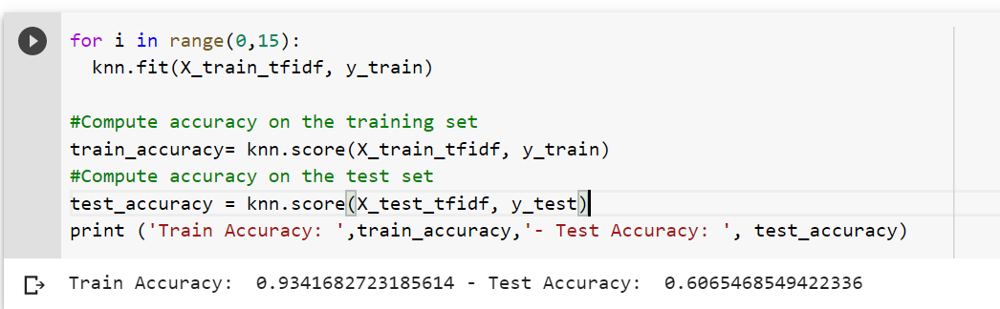 for i in range(0,15):
  knn.fit(X_train_tfidf, y_train)
#Compute accuracy on the training set
train_accuracy= knn.score(X_train_tfidf, y_train)
#Compute accuracy on the test set
test_accuracy = knn.score(X_test_tfidf, y_test)
print ('Train Accuracy: ',train_accuracy,'- Test Accuracy: ', test_accuracy)
Train Accuracy:  0.9341682723185614 - Test Accuracy:  0.6065468549422336